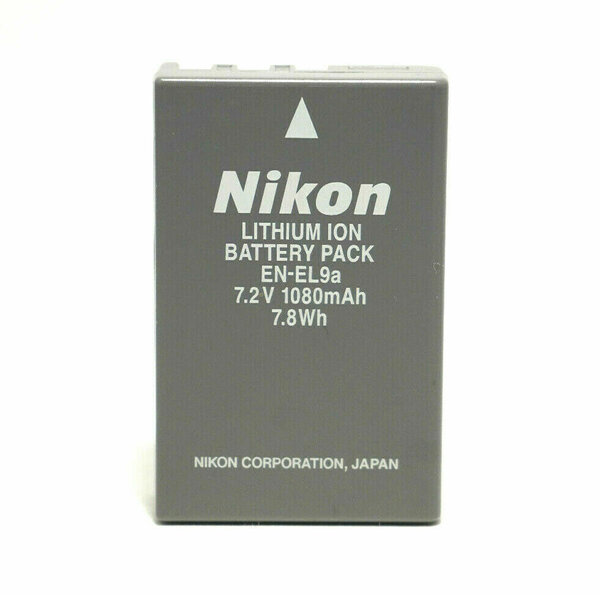 Nikon
LITHIUM ION
BATTERY PACK
EN-EL9a
7.2V 1080mAh
7.8Wh
NIKON CORPORATION, JAPAN